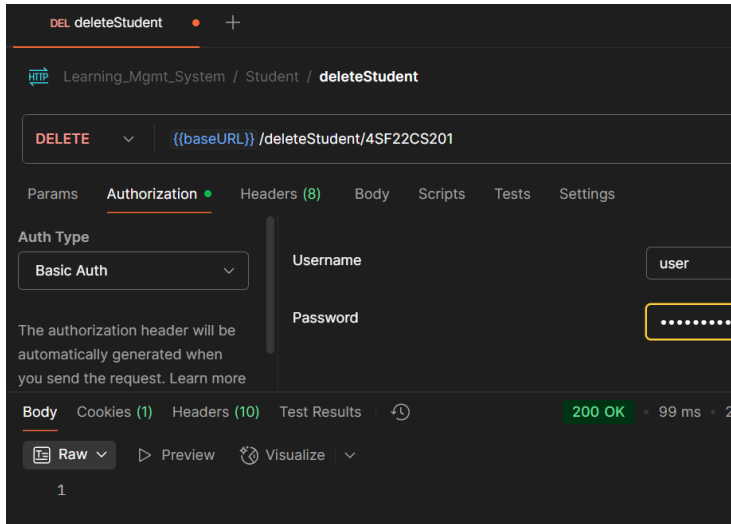 DEL deleteStudent
HTTP Learning_Mgmt_System / Student / deleteStudent
DELETE {{baseURL}} /deleteStudent/4SF22CS201
Params Authorization Headers (8) Body Scripts Tests Settings
Auth Type
Basic Auth
Username user
Password ••••••••••
The authorization header will be
automatically generated when
you send the request. Learn more
Body Cookies (1) Headers (10) Test Results 200 OK • 99 ms • 2
Raw Preview Visualize
1